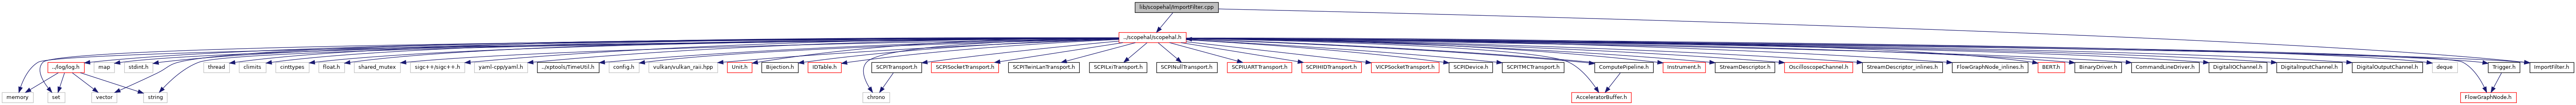 lib/scopehal/ImportFilter.cpp
../scopehal/scopehal.h
../log/log.h
map
stdint.h
thread
climits
cinttypes
float.h
shared_mutex
sigc++/sigc++.h
yaml-cpp/yaml.h
../xptools/TimeUtil.h
config.h
vulkan/vulkan_raii.hpp
Unit.h
Bijection.h
IDTable.h
SCPITransport.h
SCPISocketTransport.h
SCPITwinLanTransport.h
SCPILxiTransport.h
SCPINullTransport.h
SCPIUARTTransport.h
SCPIHIDTransport.h
VICPSocketTransport.h
SCPIDevice.h
SCPITMCTransport.h
ComputePipeline.h
Instrument.h
StreamDescriptor.h
OscilloscopeChannel.h
StreamDescriptor_inlines.h
FlowGraphNode_inlines.h
BERT.h
BinaryDriver.h
CommandLineDriver.h
DigitalIOChannel.h
DigitalInputChannel.h
DigitalOutputChannel.h
deque
Trigger.h
ImportFilter.h
memory
set
vector
string
chrono
AcceleratorBuffer.h
FlowGraphNode.h